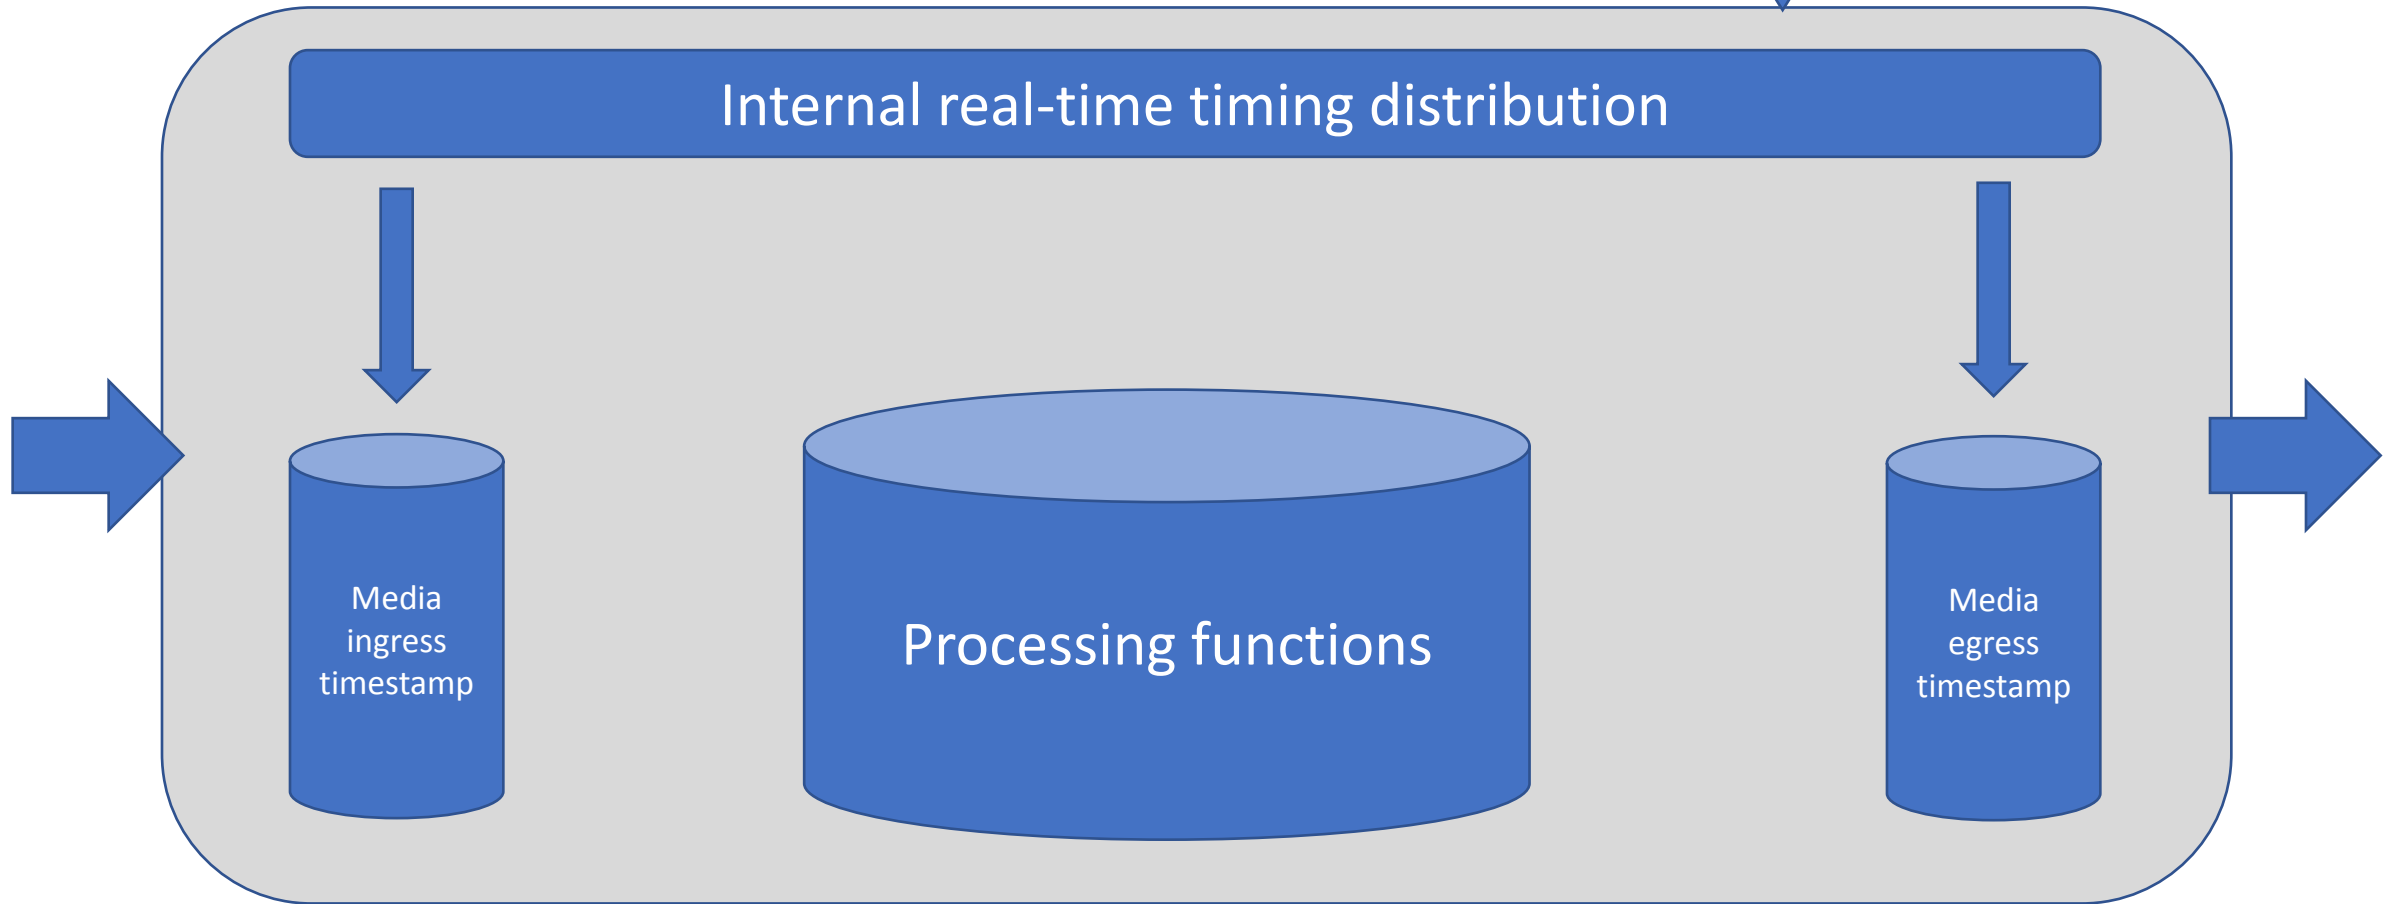 Internal real-time timing distribution
Media
ingress
timestamp
Processing functions
Media
egress
timestamp